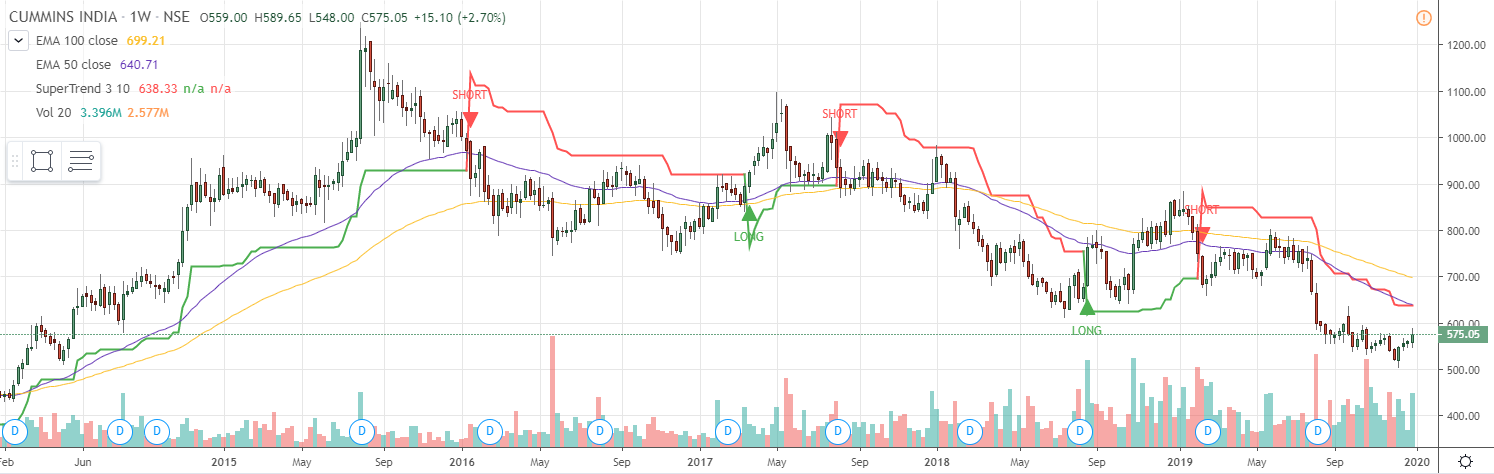 CUMMINS INDIA · 1W · NSE O559.00 H589.65 L548.00 C575.05 +15.10 (+2.70%)
EMA 100 close 699.21
EMA 50 close 640.71
SuperTrend 3 10 638.33 n/a n/a
Vol 20 3.396M 2.577M
SHORT
LONG
SHORT
LONG
SHORT
1200.00
1100.00
1000.00
900.00
800.00
700.00
600.00
575.05
500.00
400.00
D D D D D D D D D D D D
Feb Jun 2015 May Sep 2016 May Sep 2017 May Sep 2018 May Sep 2019 May Sep 2020